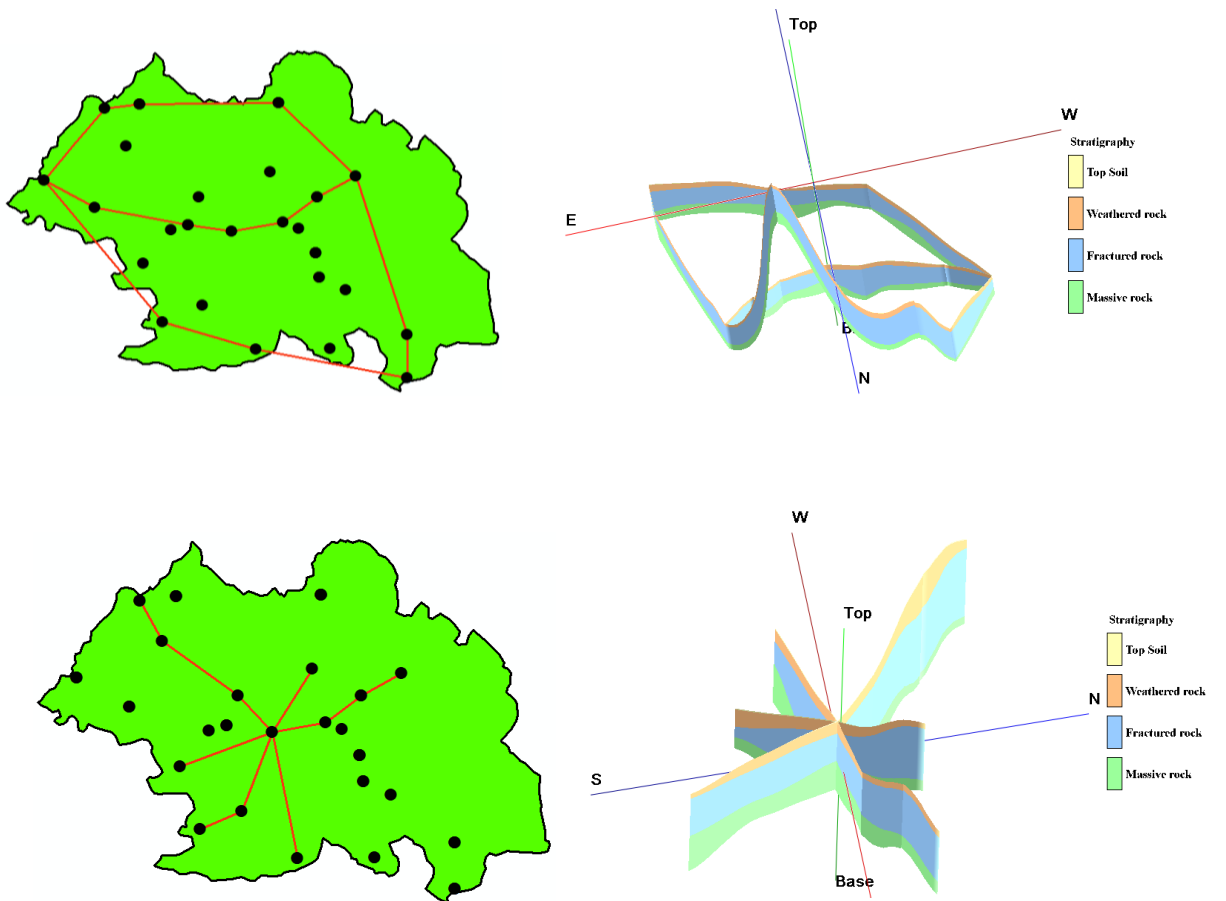 Top
W
Stratigraphy
Top Soil
E
Weathered rock
Fractured rock
Massive rock
B
N
W
Top
Stratigraphy
Top Soil
N
Weathered rock
Fractured rock
S
Massive rock
Base